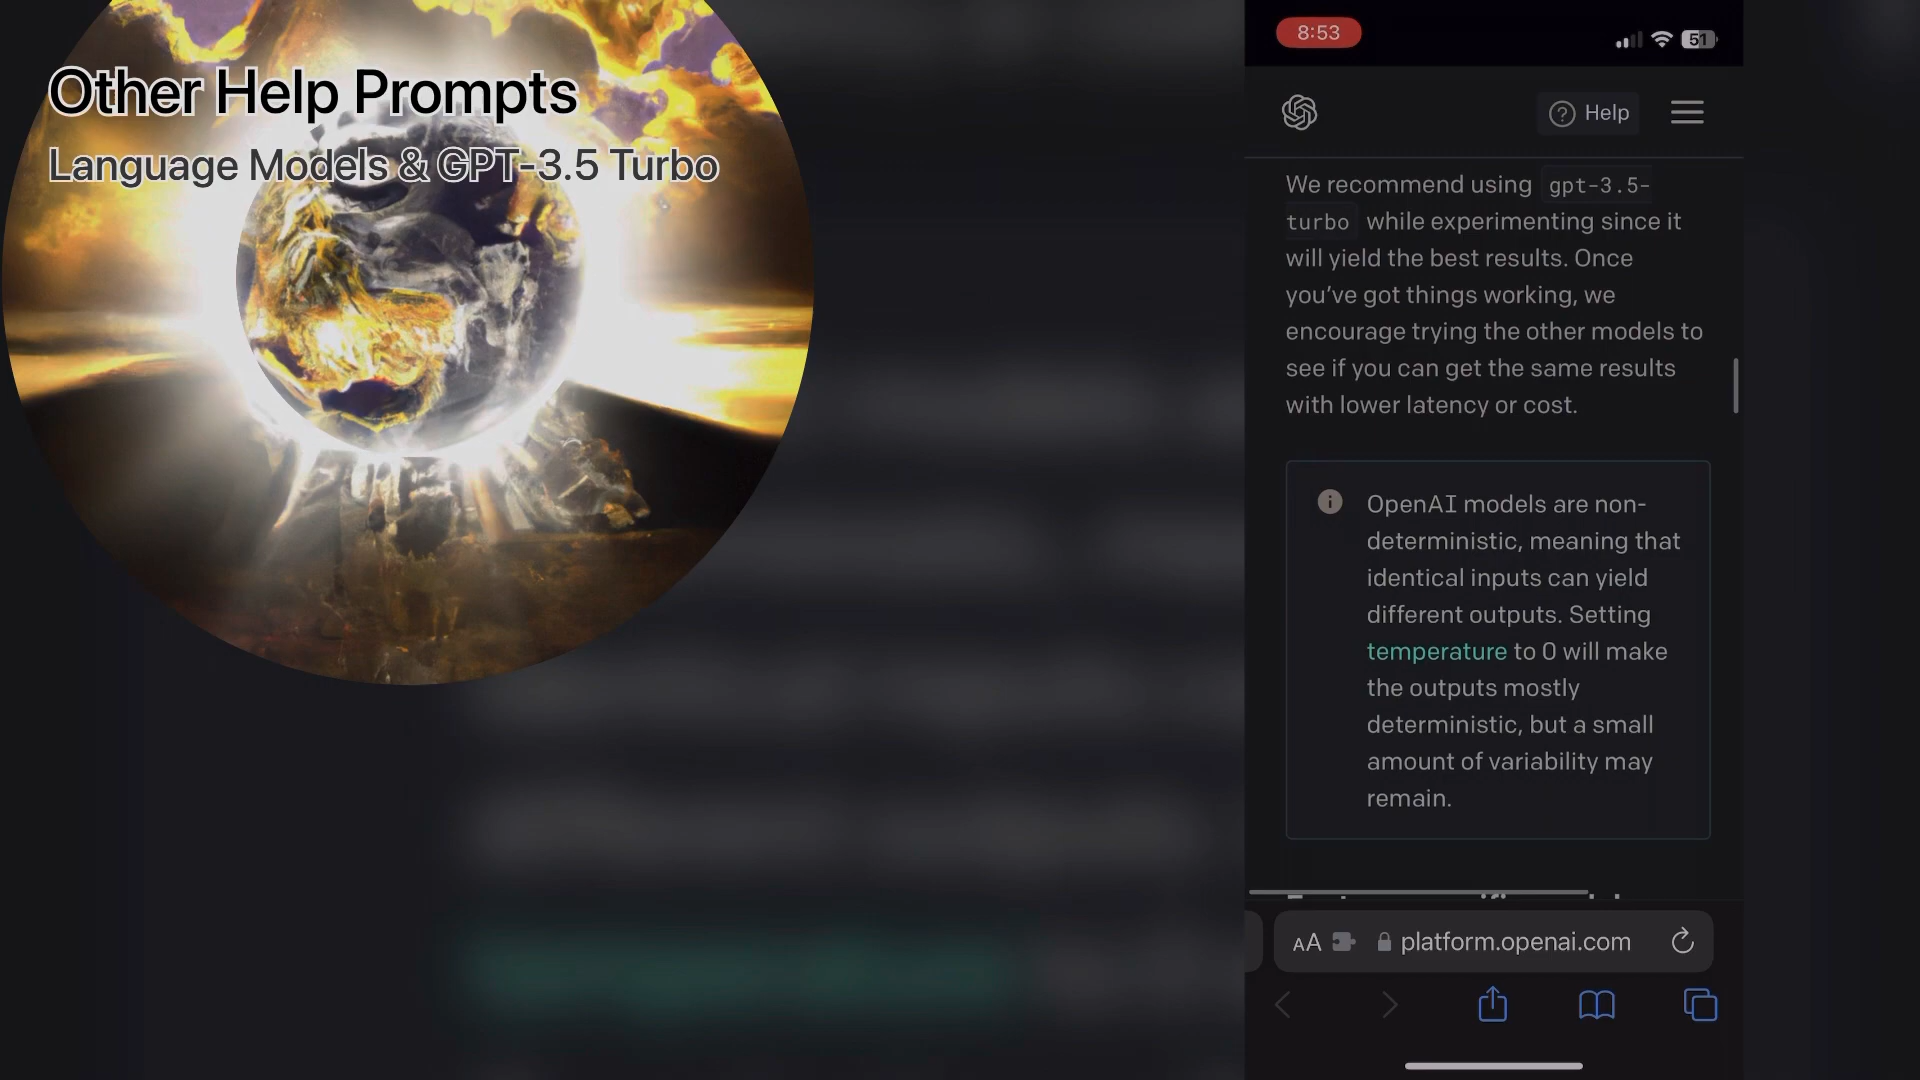 Other Help Prompts
Language Models & GPT-3.5 Turbo
8:53
51
Help
We recommend using gpt-3.5-
turbo while experimenting since it
will yield the best results. Once
you’ve got things working, we
encourage trying the other models to
see if you can get the same results
with lower latency or cost.
OpenAI models are non-
deterministic, meaning that
identical inputs can yield
different outputs. Setting
temperature to 0 will make
the outputs mostly
deterministic, but a small
amount of variability may
remain.
AA platform.openai.com